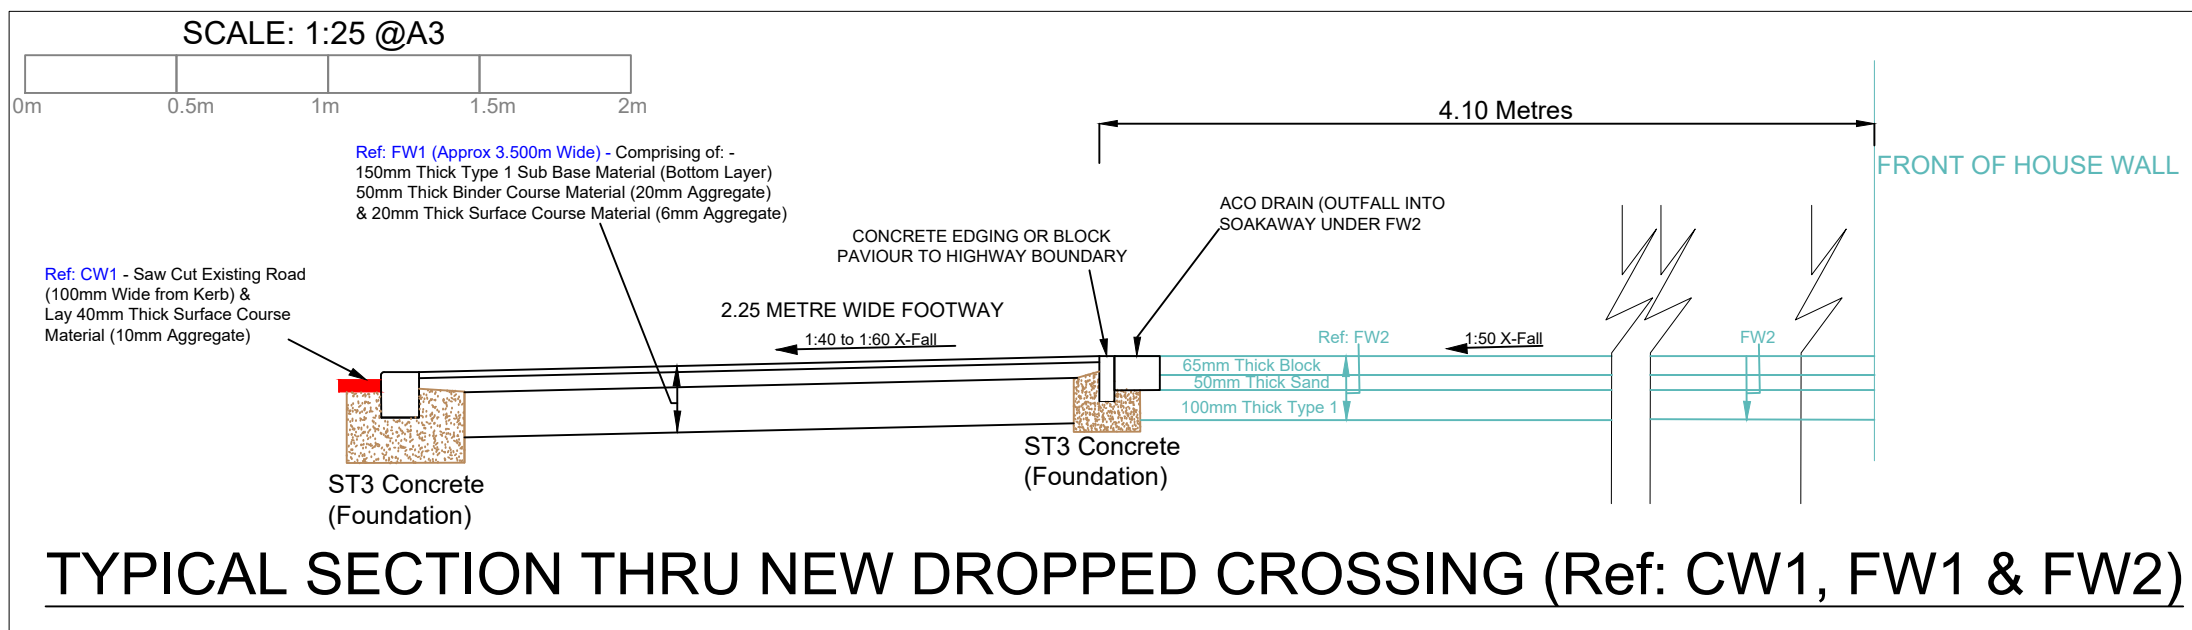 SCALE: 1:25 @A3
0m 0.5m 1m 1.5m 2m
4.10 Metres
FRONT OF HOUSE WALL
Ref: FW1 (Approx 3.500m Wide) - Comprising of: -
150mm Thick Type 1 Sub Base Material (Bottom Layer)
50mm Thick Binder Course Material (20mm Aggregate)
& 20mm Thick Surface Course Material (6mm Aggregate)
ACO DRAIN (OUTFALL INTO
SOAKAWAY UNDER FW2
CONCRETE EDGING OR BLOCK
PAVIOUR TO HIGHWAY BOUNDARY
Ref: CW1 - Saw Cut Existing Road
(100mm Wide from Kerb) &
Lay 40mm Thick Surface Course
Material (10mm Aggregate)
2.25 METRE WIDE FOOTWAY
1:40 to 1:60 X-Fall
Ref: FW2
1:50 X-Fall
FW2
65mm Thick Block
50mm Thick Sand
100mm Thick Type 1
ST3 Concrete
(Foundation)
ST3 Concrete
(Foundation)
TYPICAL SECTION THRU NEW DROPPED CROSSING (Ref: CW1, FW1 & FW2)